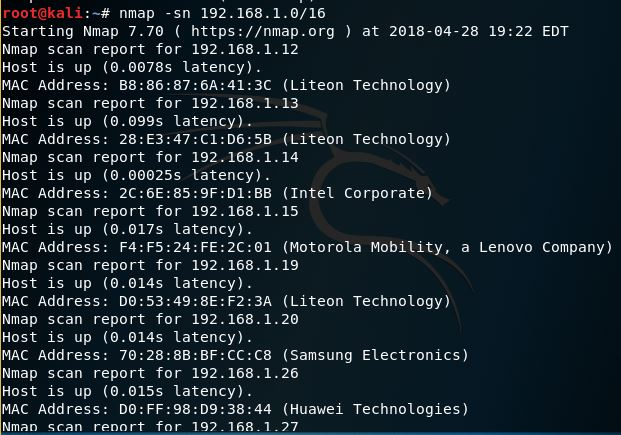 root@kali:~# nmap -sn 192.168.1.0/16
Starting Nmap 7.70 ( https://nmap.org ) at 2018-04-28 19:22 EDT
Nmap scan report for 192.168.1.12
Host is up (0.0078s latency).
MAC Address: B8:86:87:6A:41:3C (Liteon Technology)
Nmap scan report for 192.168.1.13
Host is up (0.099s latency).
MAC Address: 28:E3:47:C1:D6:5B (Liteon Technology)
Nmap scan report for 192.168.1.14
Host is up (0.00025s latency).
MAC Address: 2C:6E:85:9F:D1:BB (Intel Corporate)
Nmap scan report for 192.168.1.15
Host is up (0.017s latency).
MAC Address: F4:F5:24:FE:2C:01 (Motorola Mobility, a Lenovo Company)
Nmap scan report for 192.168.1.19
Host is up (0.014s latency).
MAC Address: D0:53:49:8E:F2:3A (Liteon Technology)
Nmap scan report for 192.168.1.20
Host is up (0.014s latency).
MAC Address: 70:28:8B:BF:CC:C8 (Samsung Electronics)
Nmap scan report for 192.168.1.26
Host is up (0.015s latency).
MAC Address: D0:FF:98:D9:38:44 (Huawei Technologies)
Nmap scan report for 192.168.1.27